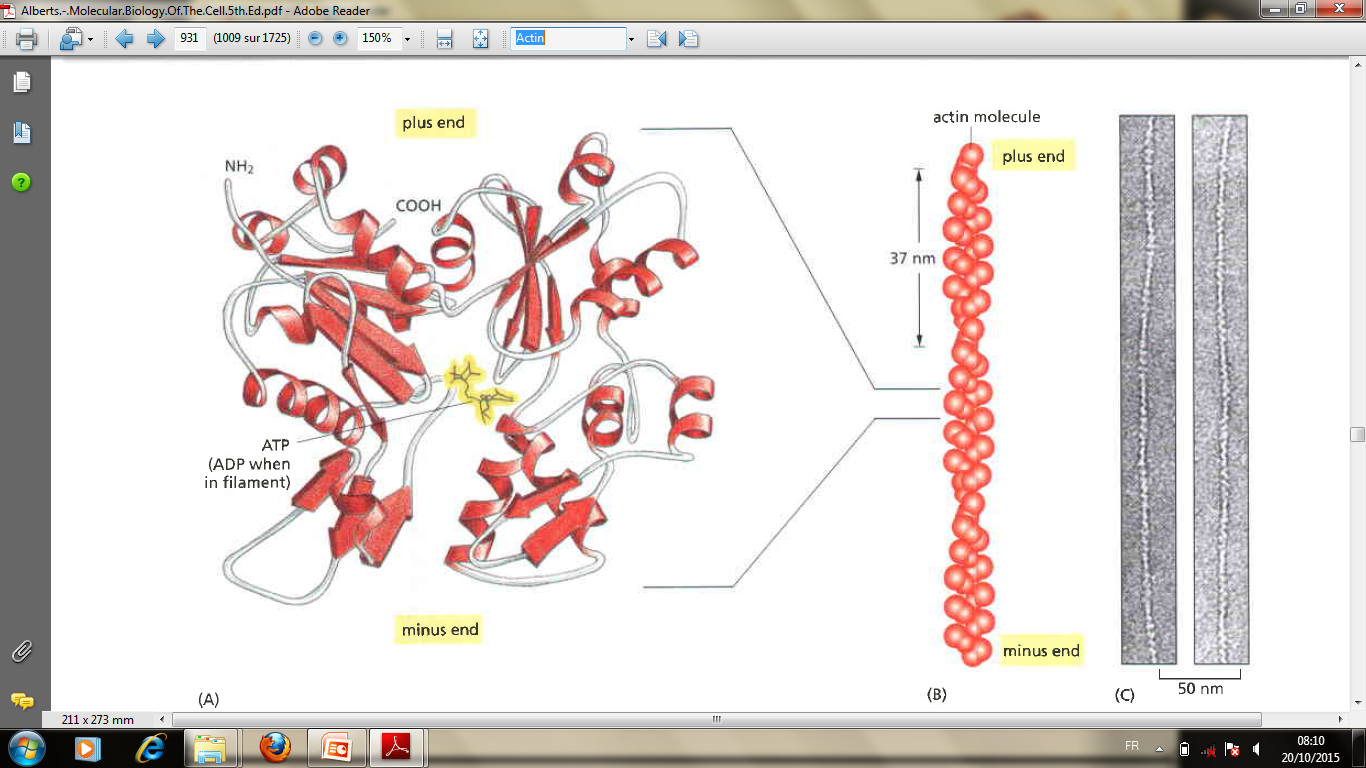 Alberts.-.Molecular.Biology.Of.The.Cell.5th.Ed.pdf - Adobe Reader
931
(1009 sur 1725)
150%
Actin
plus end
NH2
COOH
ATP
(ADP when
in filament)
minus end
(A)
actin molecule
plus end
37 nm
minus end
(B)
(C)
50 nm
211 x 273 mm
FR
08:10
20/10/2015